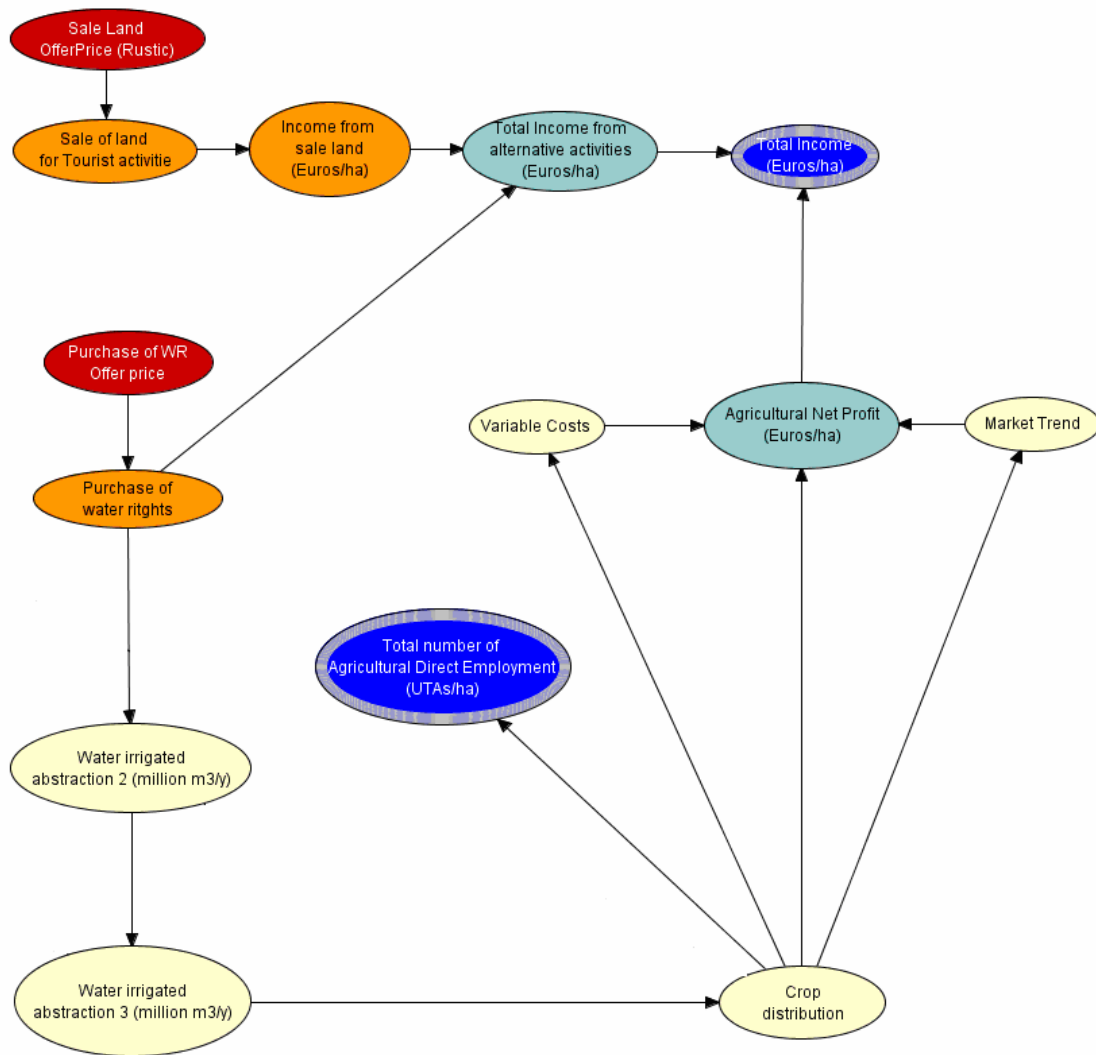 Sale Land
OfferPrice (Rustic)
Sale of land
for Tourist activitie
Income from
sale land
(Euros/ha)
Total Income from
alternative activities
(Euros/ha)
Total Income
(Euros/ha)
Purchase of WR
Offer price
Variable Costs
Agricultural Net Profit
(Euros/ha)
Market Trend
Purchase of
water ritghts
Total number of
Agricultural Direct Employment
(UTAs/ha)
Water irrigated
abstraction 2 (million m3/y)
Water irrigated
abstraction 3 (million m3/y)
Crop
distribution